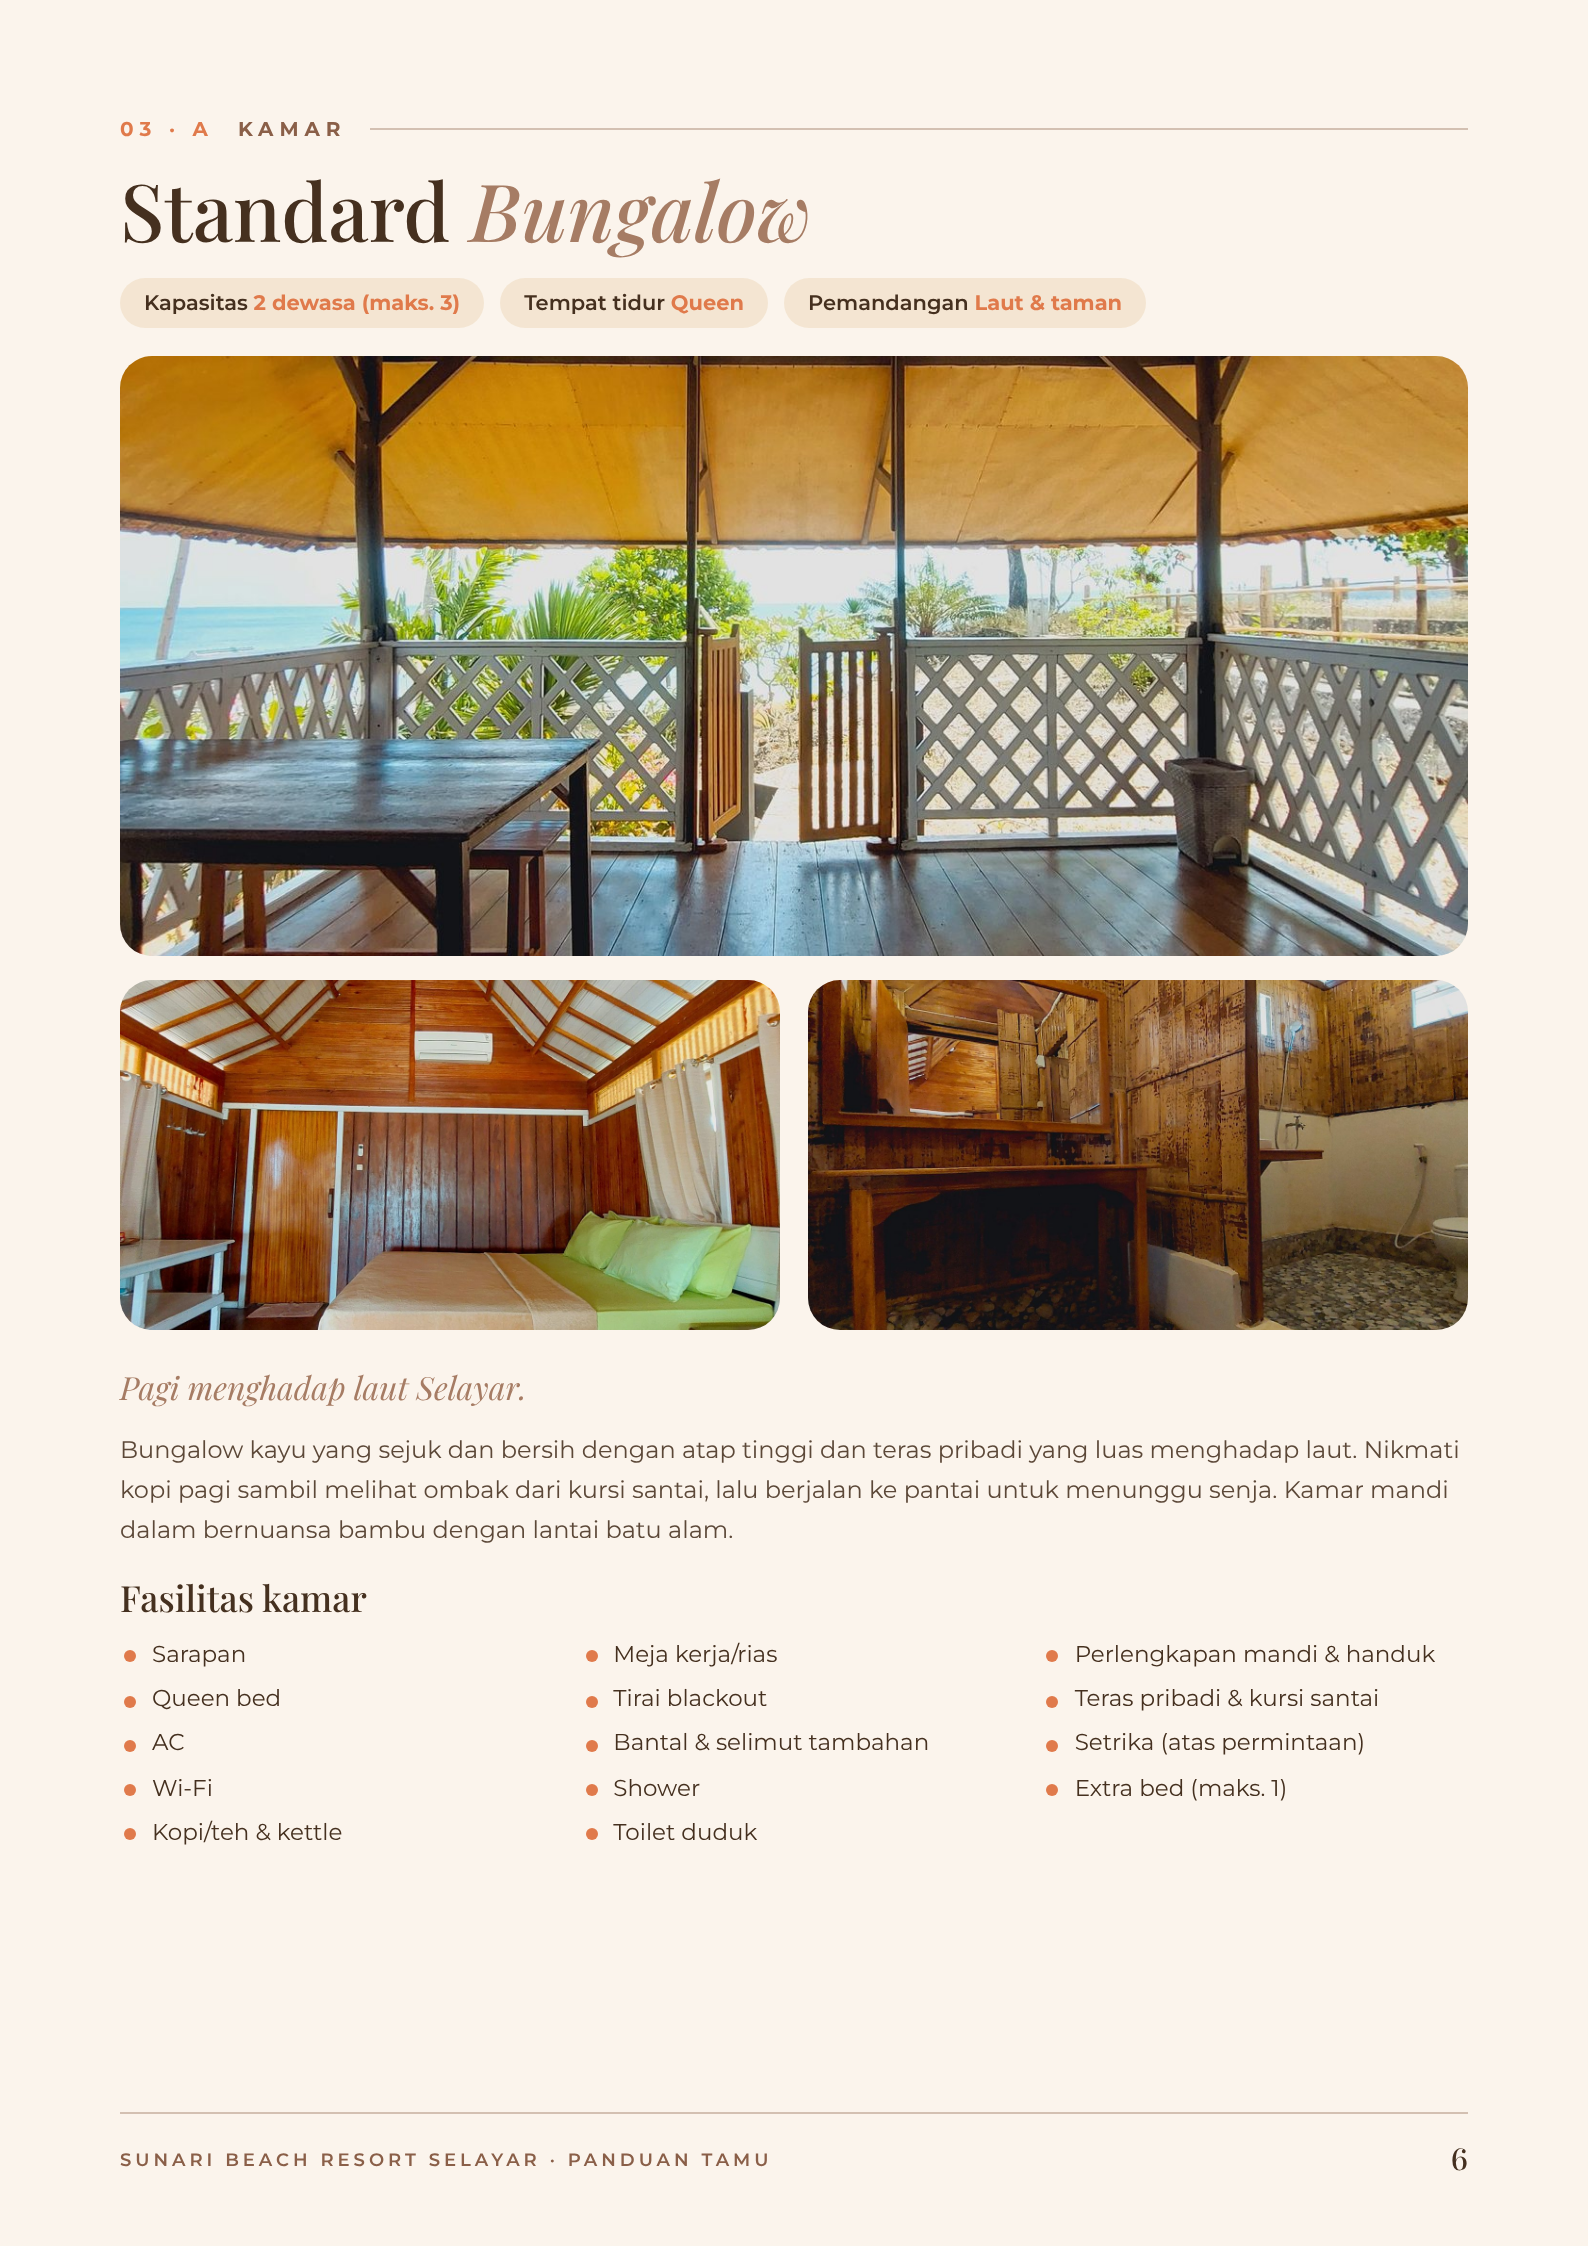 03 · A KAMAR
Standard Bungalow
Kapasitas 2 dewasa (maks. 3)
Tempat tidur Queen
Pemandangan Laut & taman
Pagi menghadap laut Selayar.
Bungalow kayu yang sejuk dan bersih dengan atap tinggi dan teras pribadi yang luas menghadap laut. Nikmati
kopi pagi sambil melihat ombak dari kursi santai, lalu berjalan ke pantai untuk menunggu senja. Kamar mandi
dalam bernuansa bambu dengan lantai batu alam.
Fasilitas kamar
Sarapan
Queen bed
AC
Wi-Fi
Kopi/teh & kettle
Meja kerja/rias
Tirai blackout
Bantal & selimut tambahan
Shower
Toilet duduk
Perlengkapan mandi & handuk
Teras pribadi & kursi santai
Setrika (atas permintaan)
Extra bed (maks. 1)
SUNARI BEACH RESORT SELAYAR · PANDUAN TAMU
6